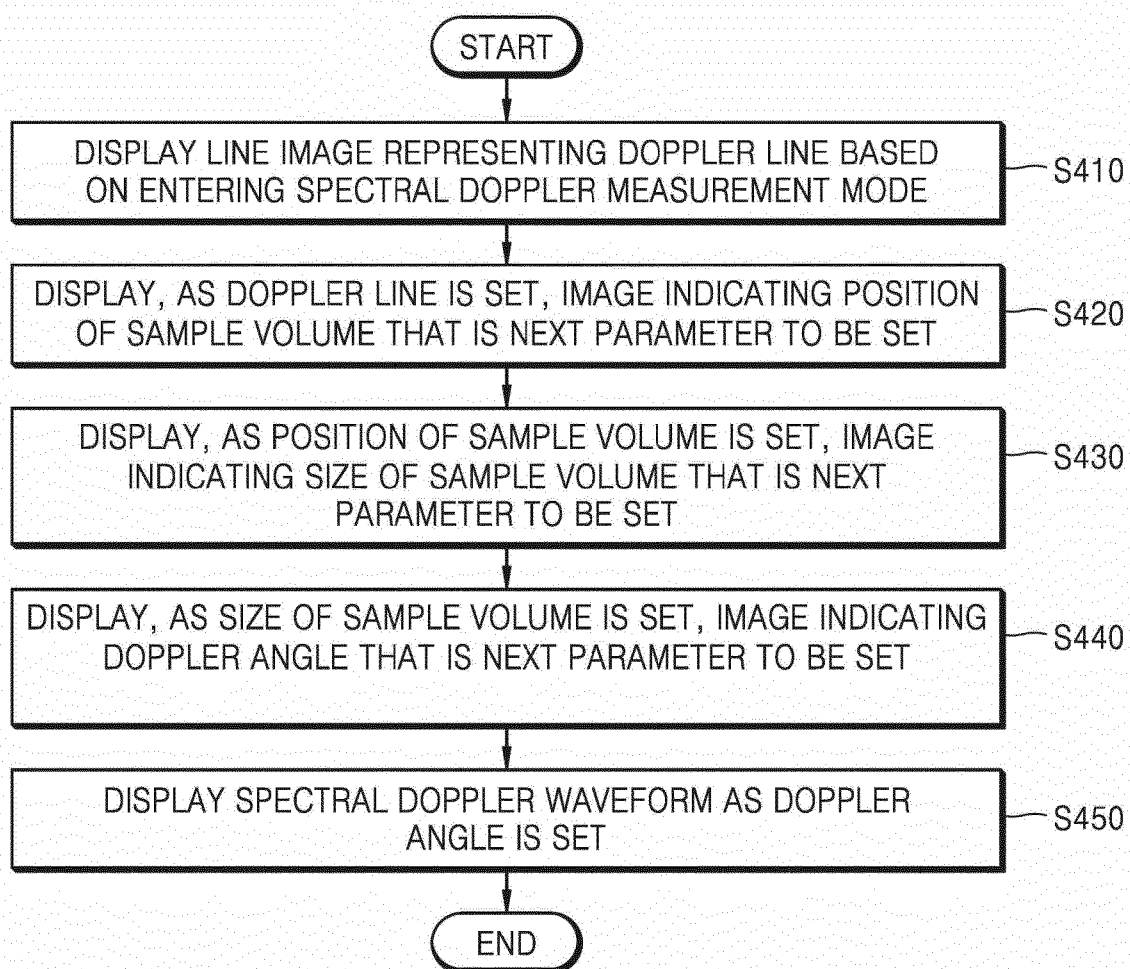 START
DISPLAY LINE IMAGE REPRESENTING DOPPLER LINE BASED
ON ENTERING SPECTRAL DOPPLER MEASUREMENT MODE
S410
DISPLAY, AS DOPPLER LINE IS SET, IMAGE INDICATING POSITION
OF SAMPLE VOLUME THAT IS NEXT PARAMETER TO BE SET
S420
DISPLAY, AS POSITION OF SAMPLE VOLUME IS SET, IMAGE
INDICATING SIZE OF SAMPLE VOLUME THAT IS NEXT
PARAMETER TO BE SET
S430
DISPLAY, AS SIZE OF SAMPLE VOLUME IS SET, IMAGE INDICATING
DOPPLER ANGLE THAT IS NEXT PARAMETER TO BE SET
S440
DISPLAY SPECTRAL DOPPLER WAVEFORM AS DOPPLER
ANGLE IS SET
S450
END